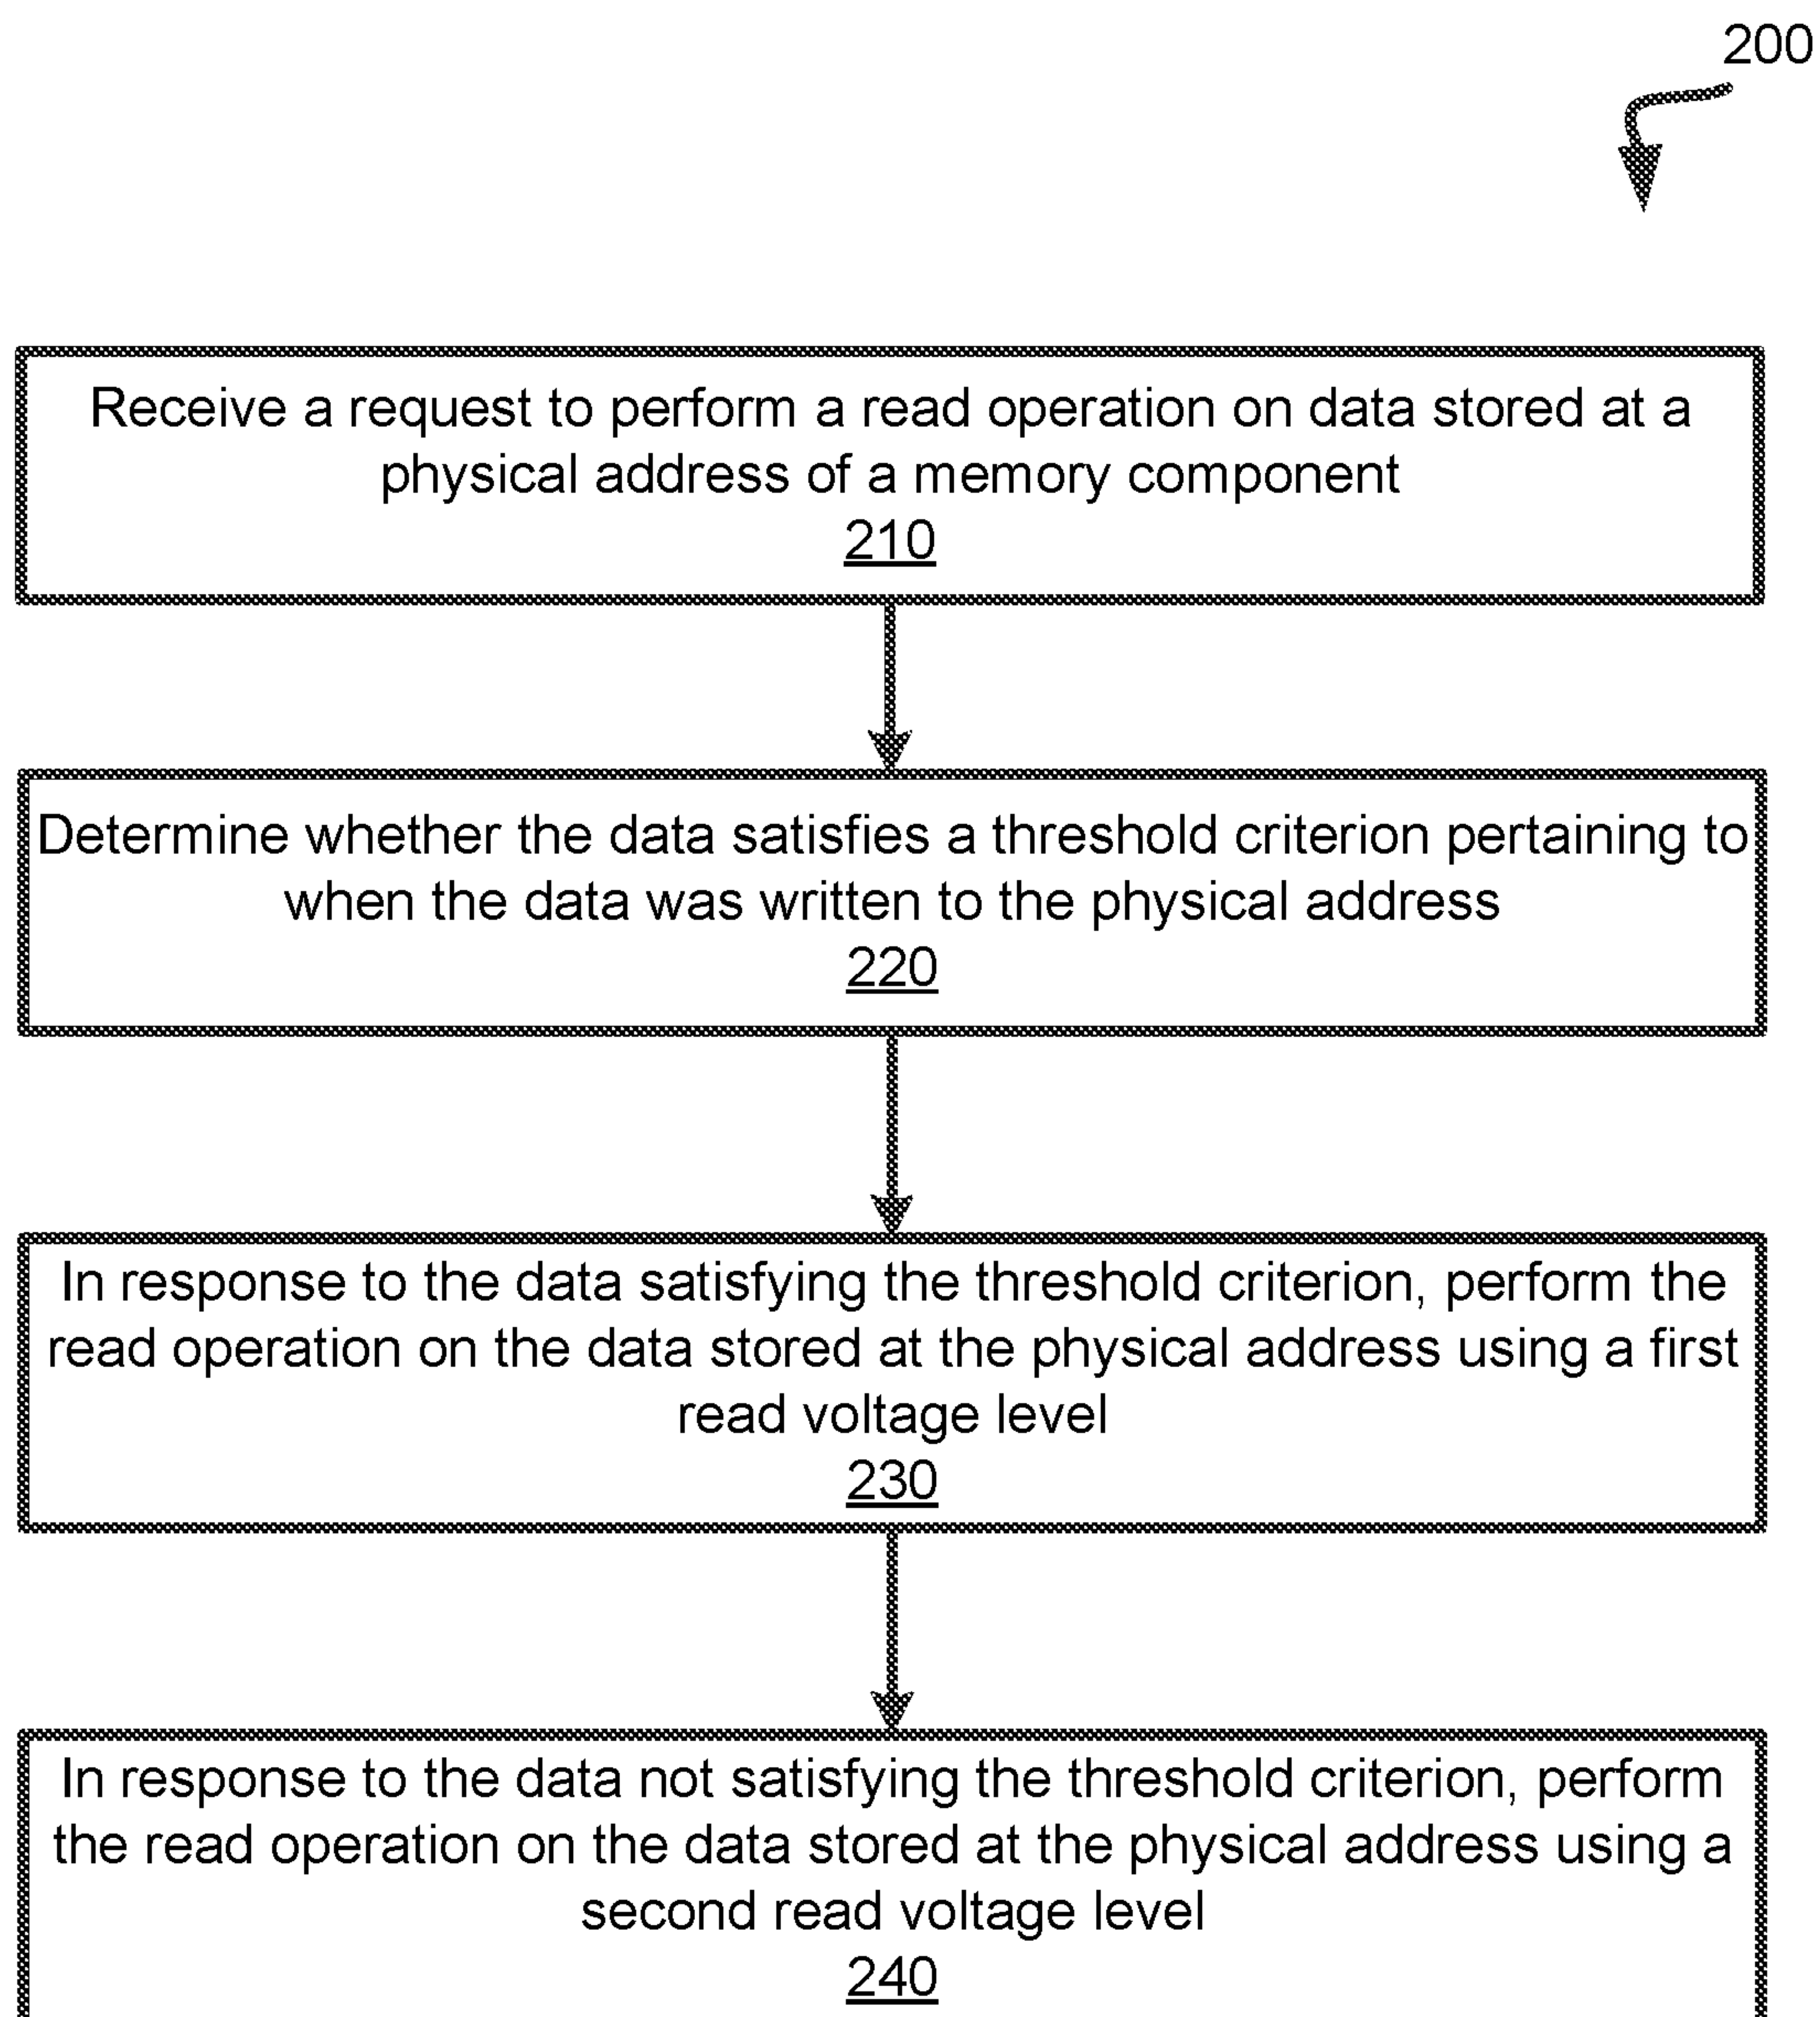 200
Receive a request to perform a read operation on data stored at a
physical address of a memory component
210
Determine whether the data satisfies a threshold criterion pertaining to
when the data was written to the physical address
220
In response to the data satisfying the threshold criterion, perform the
read operation on the data stored at the physical address using a first
read voltage level
230
In response to the data not satisfying the threshold criterion, perform
the read operation on the data stored at the physical address using a
second read voltage level
240